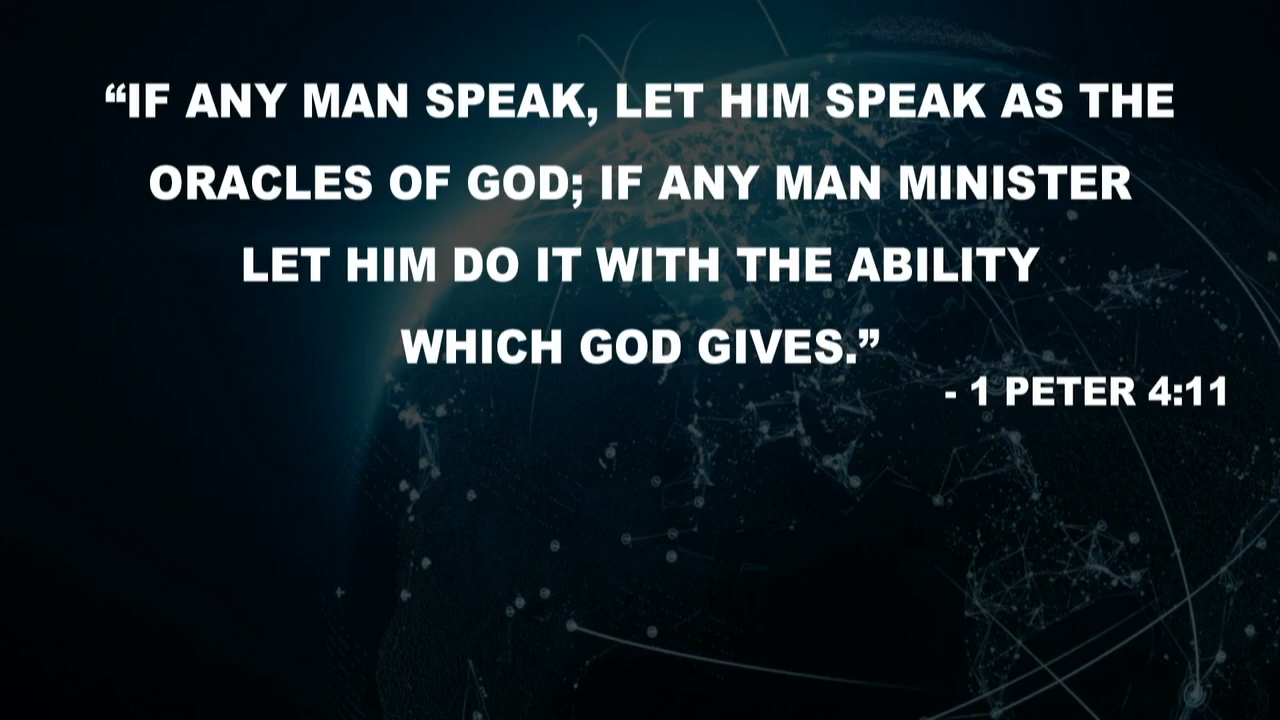 “IF ANY MAN SPEAK, LET HIM SPEAK AS THE
ORACLES OF GOD; IF ANY MAN MINISTER
LET HIM DO IT WITH THE ABILITY
WHICH GOD GIVES.”
- 1 PETER 4:11